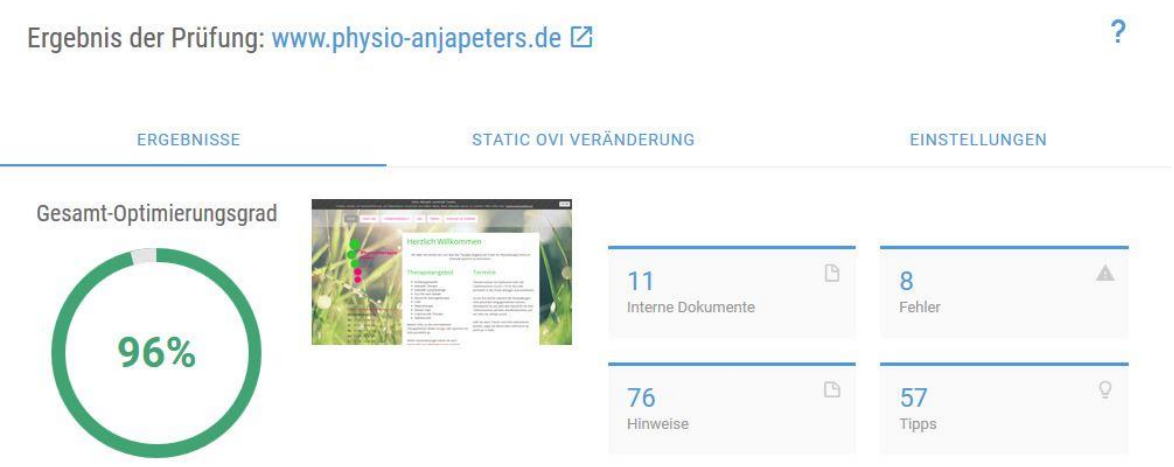 Ergebnis der Prüfung: www.physio-anjapeters.de
?
ERGEBNISSE
STATIC OVI VERÄNDERUNG
EINSTELLUNGEN
Gesamt-Optimierungsgrad
96%
Herzlich Willkommen
Therapieangebot
Termine
11
Interne Dokumente
8
Fehler
76
Hinweise
57
Tipps